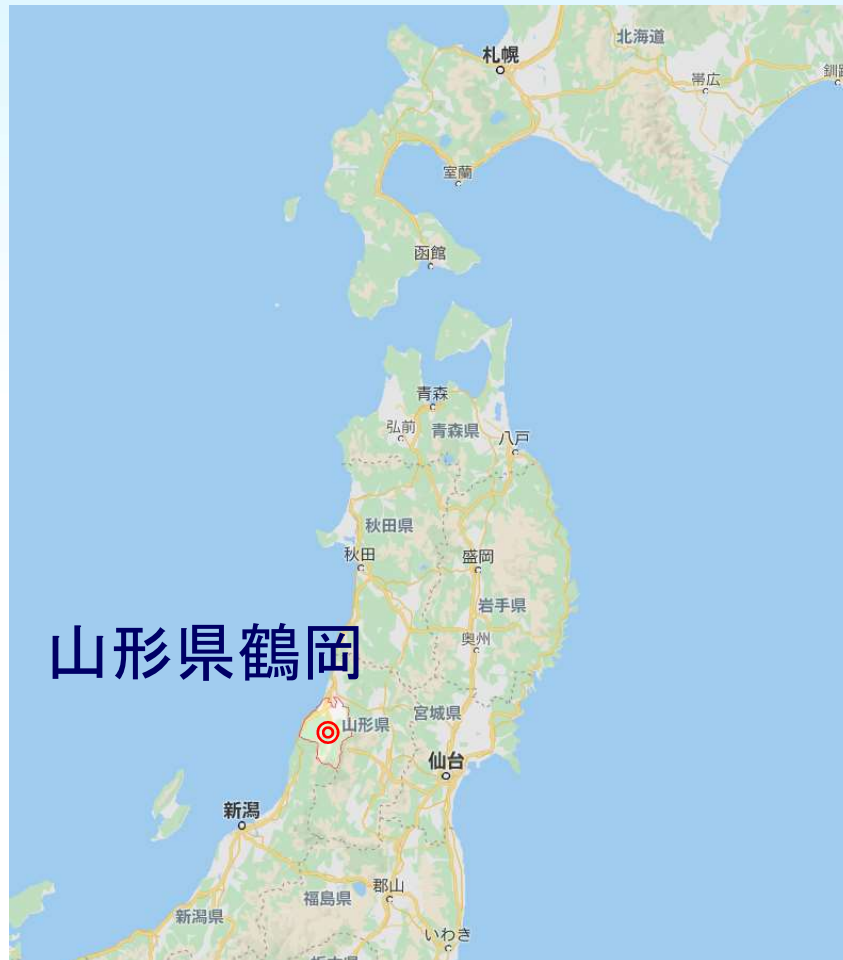 北海道
札幌
帯広
室蘭
函館
青森
弘前
青森県
八戸
秋田県
秋田
盛岡
岩手県
山形県鶴岡
奥州
宮城県
山形県
仙台
新潟
郡山
福島県
新潟県
いわき